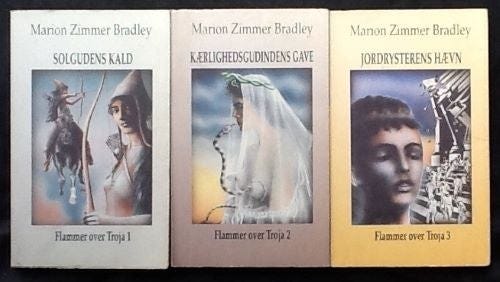 Marion Zimmer Bradley
SOLGUDENS KALD
Flammer over Troja 1
Marion Zimmer Bradley
KÆRLIGHEDSGUDINDENS GAVE
Flammer over Troja 2
Marion Zimmer Bradley
JORDRYSTERENS HÆVN
Flammer over Troja 3